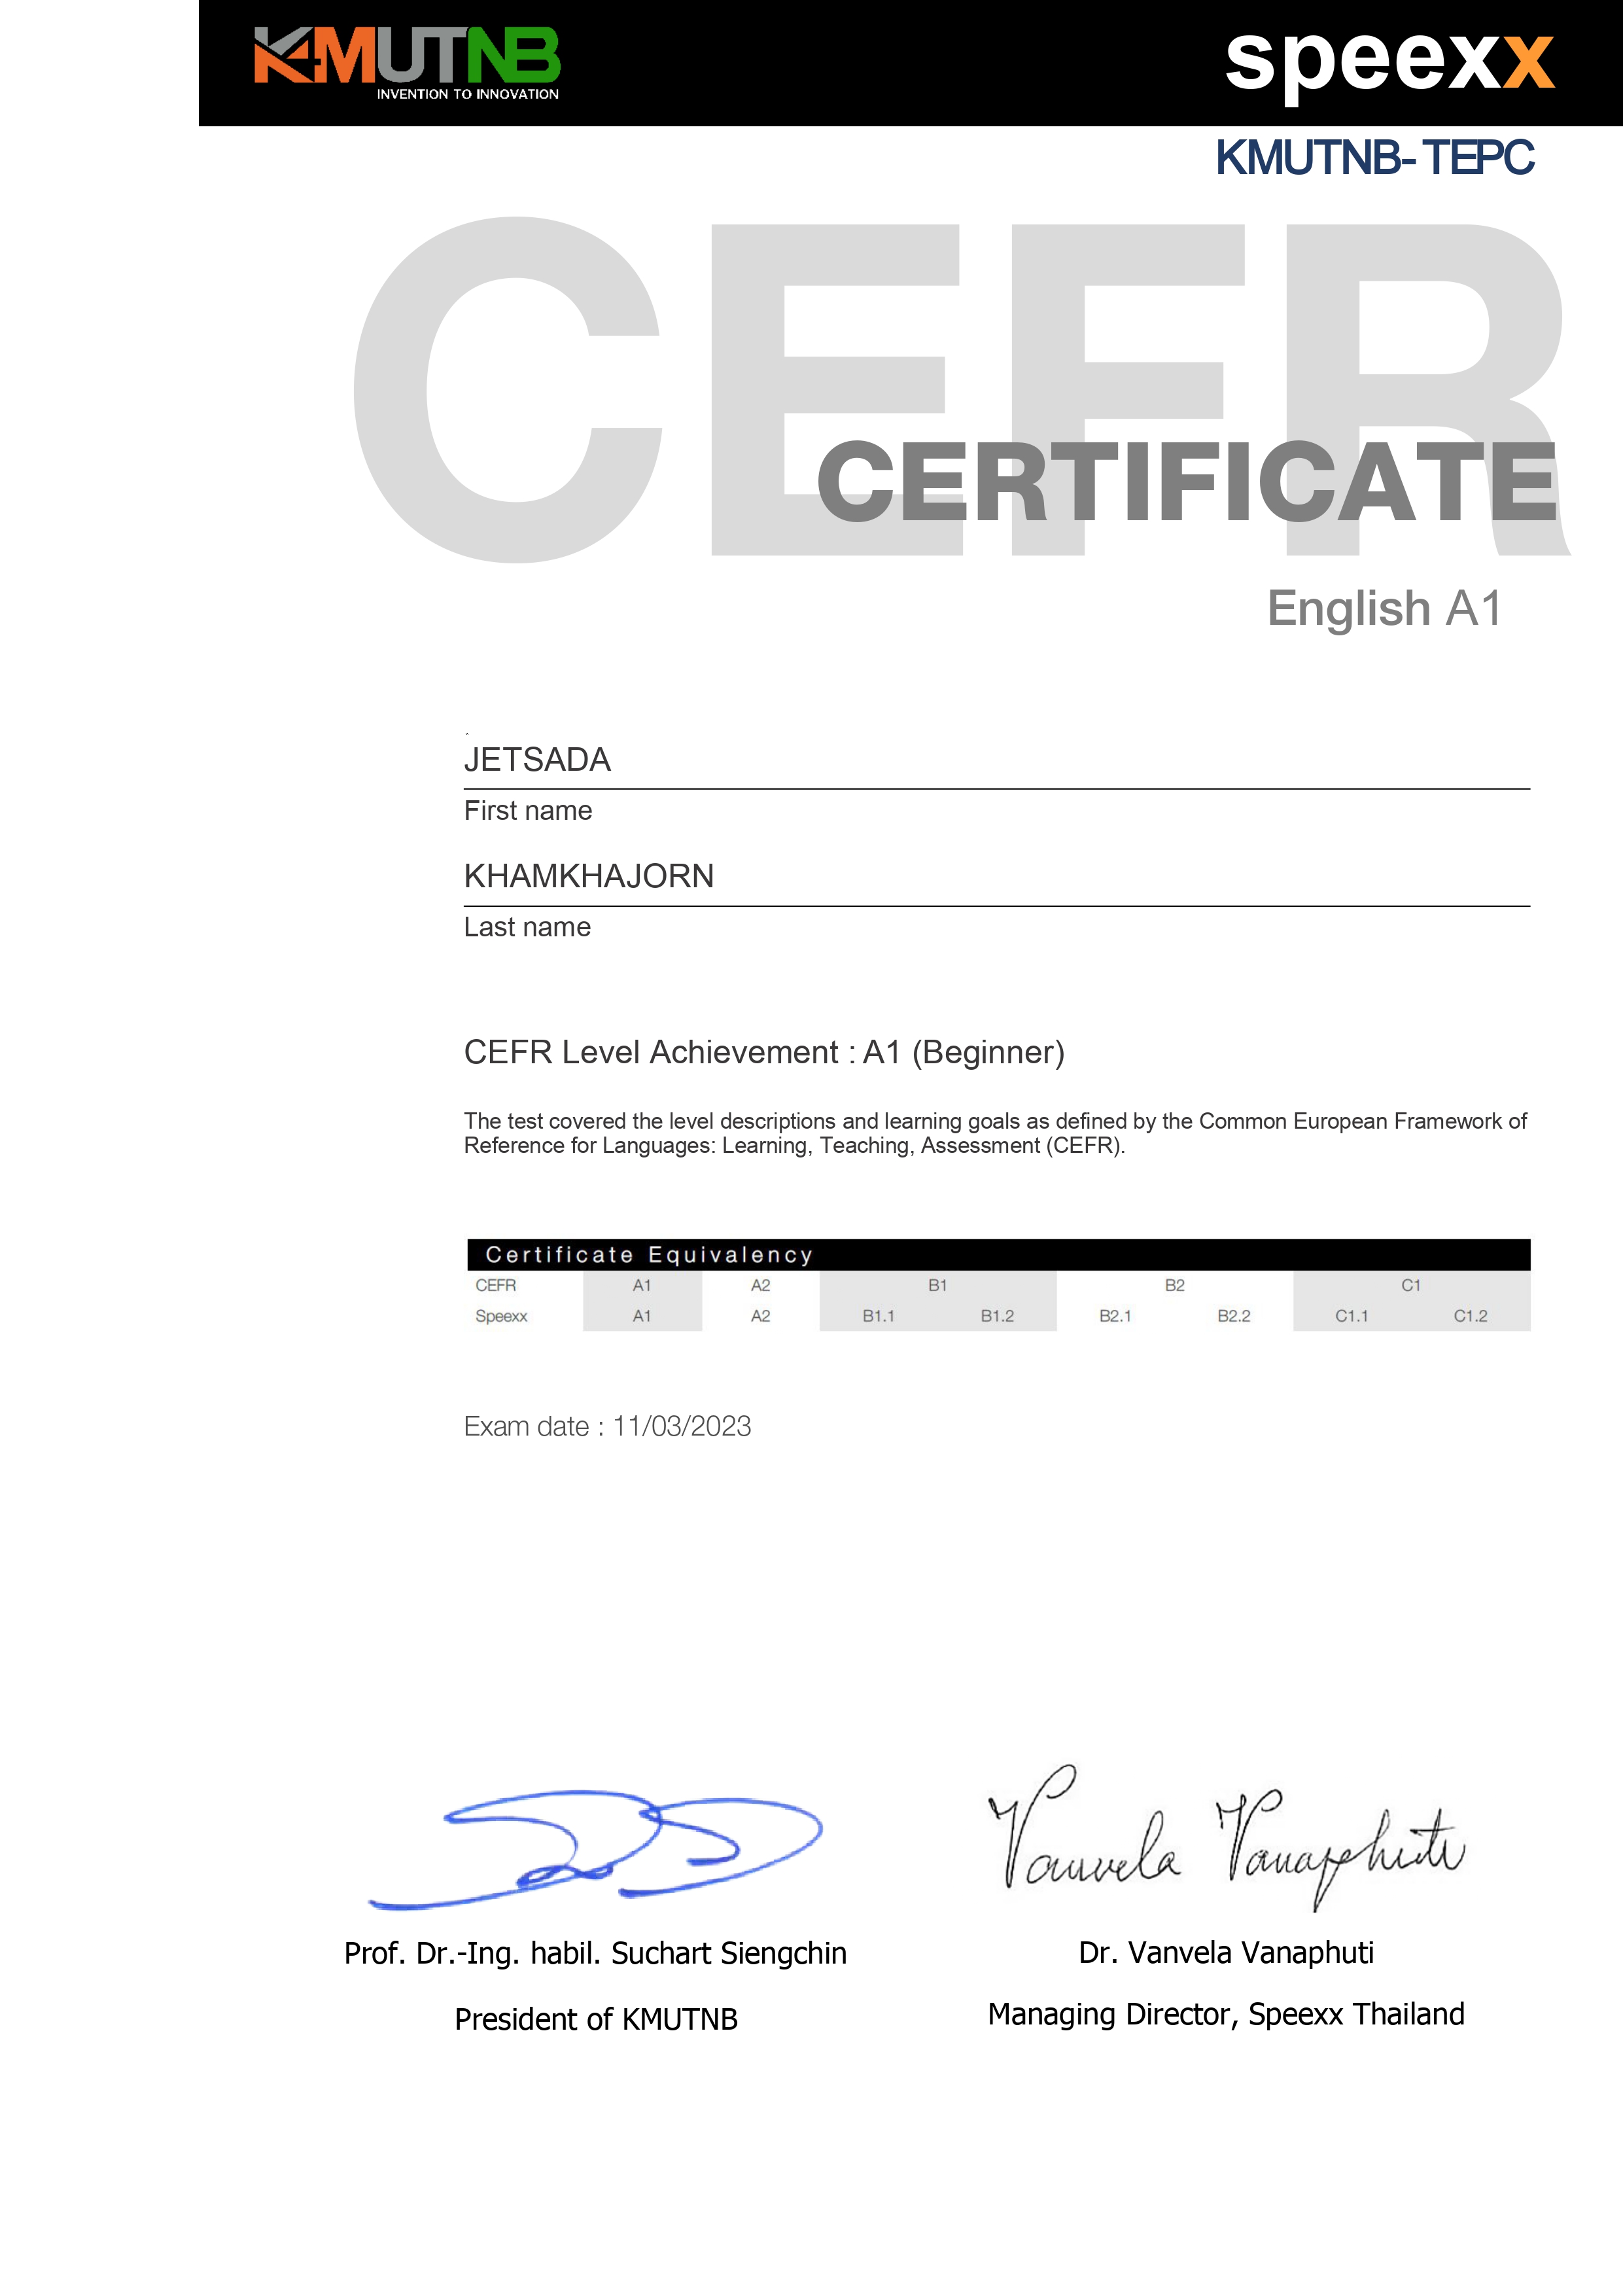 KMUTNB
INVENTION TO INNOVATION
speexx
KMUTNB- TEPC
CEFR
CERTIFICATE
English A1
JETSADA
First name
KHAMKHAJORN
Last name
CEFR Level Achievement : A1 (Beginner)
The test covered the level descriptions and learning goals as defined by the Common European Framework of
Reference for Languages: Learning, Teaching, Assessment (CEFR).
Certificate Equivalency
CEFR A1 A2 B1 B2 C1
Speexx A1 A2 B1.1 B1.2 B2.1 B2.2 C1.1 C1.2
Exam date : 11/03/2023
Vanvela Vanaphuti
Prof. Dr.-Ing. habil. Suchart Siengchin
President of KMUTNB
Dr. Vanvela Vanaphuti
Managing Director, Speexx Thailand